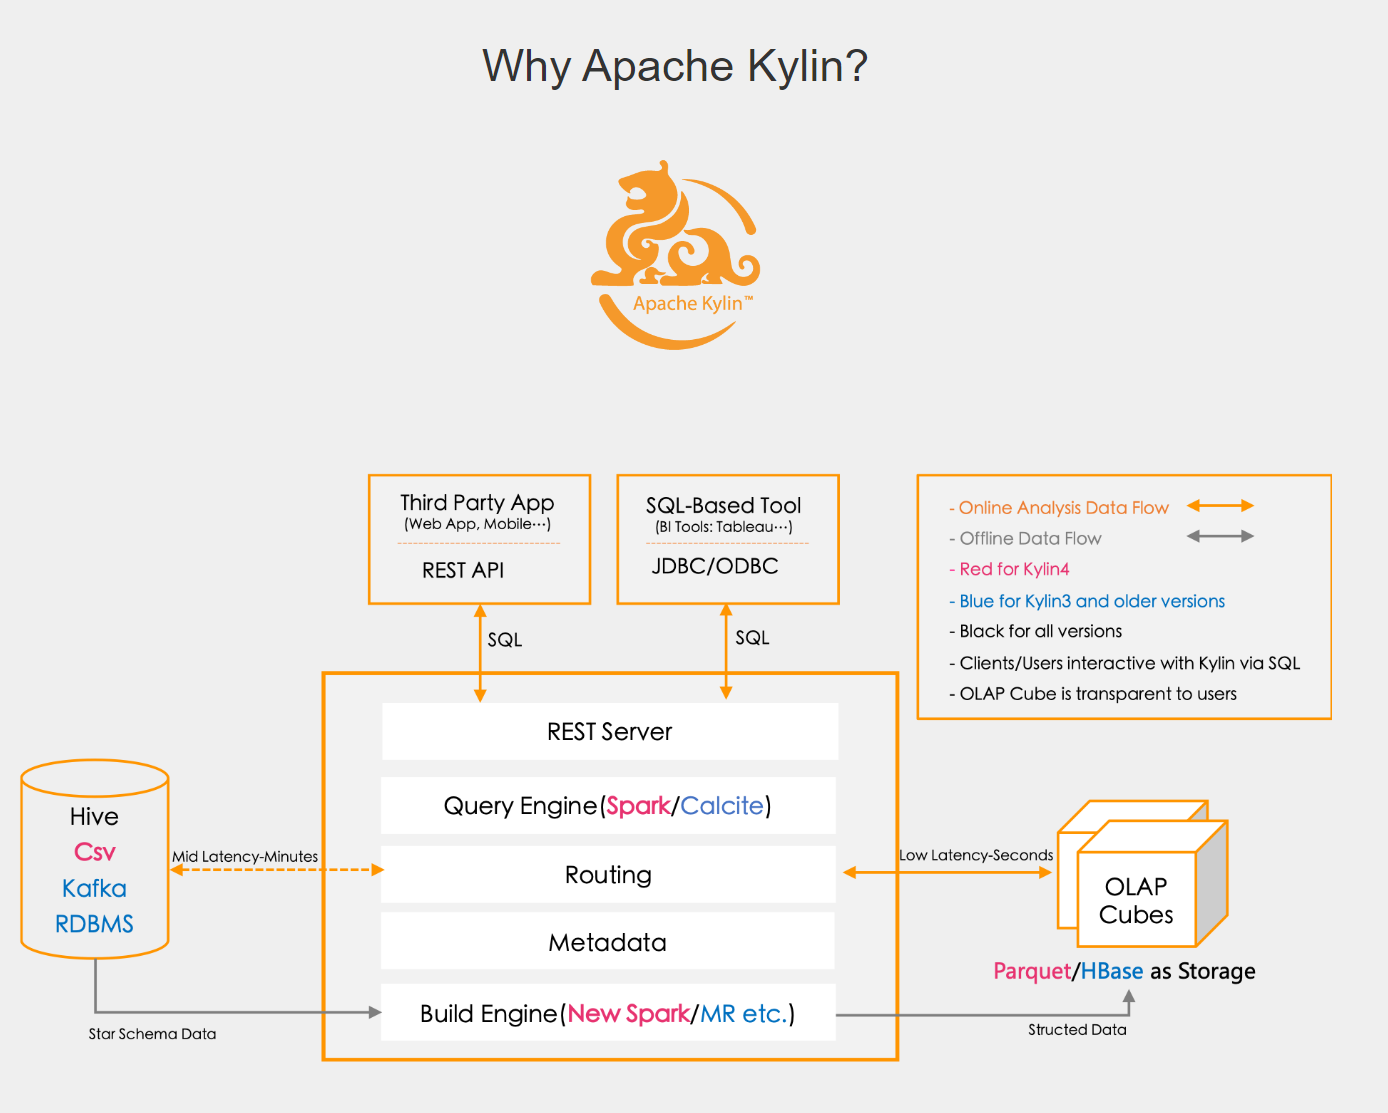 Why Apache Kylin?
Apache Kylin™
Third Party App
(Web App, Mobile···)
REST API
SQL-Based Tool
(BI Tools: Tableau···)
JDBC/ODBC
- Online Analysis Data Flow
- Offline Data Flow
- Red for Kylin4
- Blue for Kylin3 and older versions
- Black for all versions
- Clients/Users interactive with Kylin via SQL
- OLAP Cube is transparent to users
SQL
SQL
REST Server
Query Engine(Spark/Calcite)
Routing
Metadata
Build Engine(New Spark/MR etc.)
Hive
Csv
Kafka
RDBMS
Mid Latency-Minutes
Star Schema Data
Low Latency-Seconds
OLAP
Cubes
Parquet/HBase as Storage
Structed Data